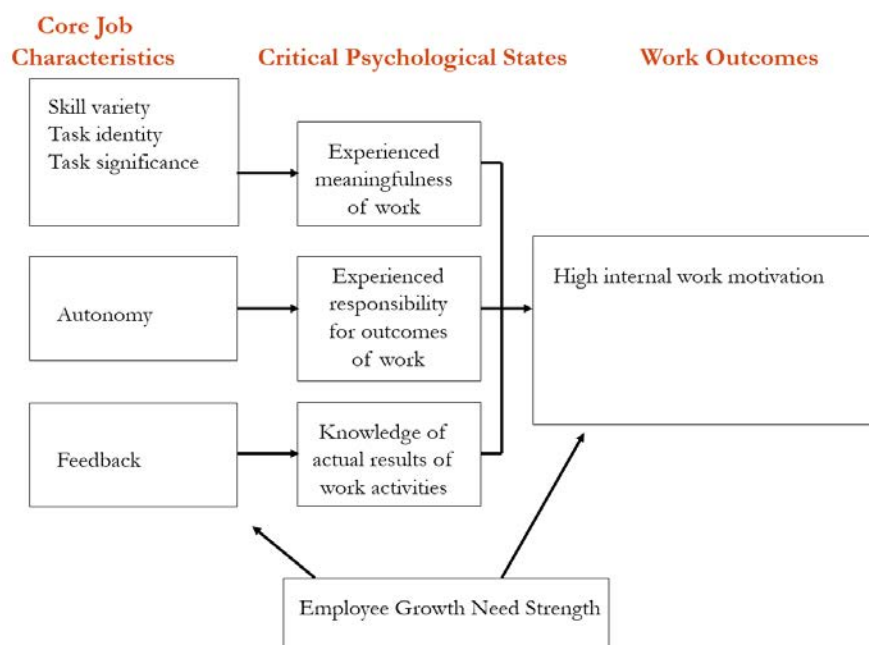 Core Job
Characteristics
Critical Psychological States
Work Outcomes
Skill variety
Task identity
Task significance
Experienced
meaningfulness
of work
High internal work motivation
Autonomy
Experienced
responsibility
for outcomes
of work
Feedback
Knowledge of
actual results of
work activities
Employee Growth Need Strength